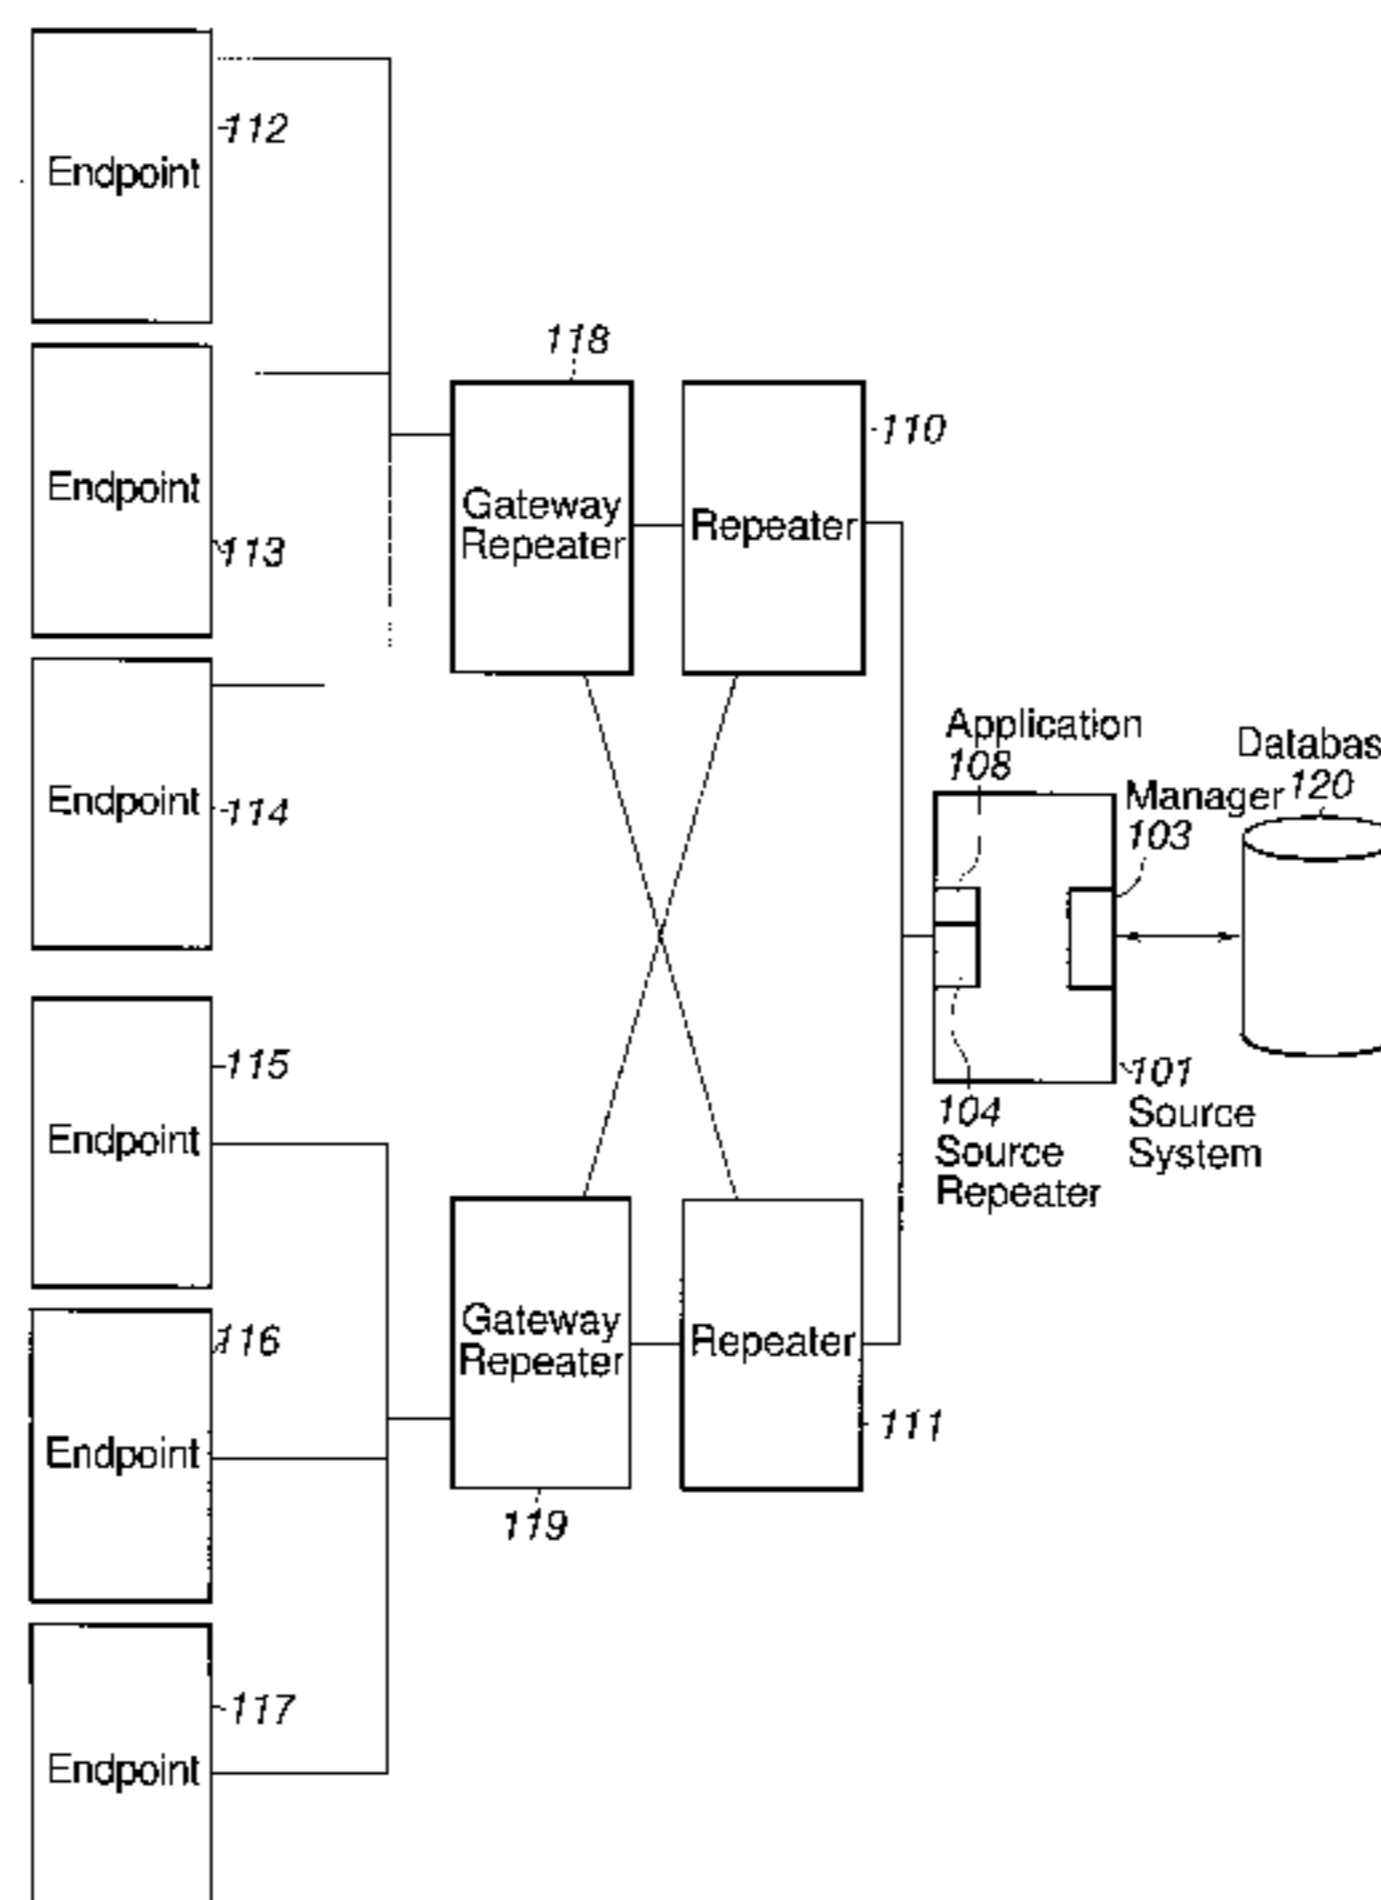 112
Endpoint
118
110
Endpoint
Gateway
Repeater
Repeater
113
Application
108
Database
120
Manager
103
Endpoint
114
115
101
Source
System
104
Source
Repeater
Endpoint
116
Gateway
Repeater
Repeater
111
Endpoint
119
117
Endpoint